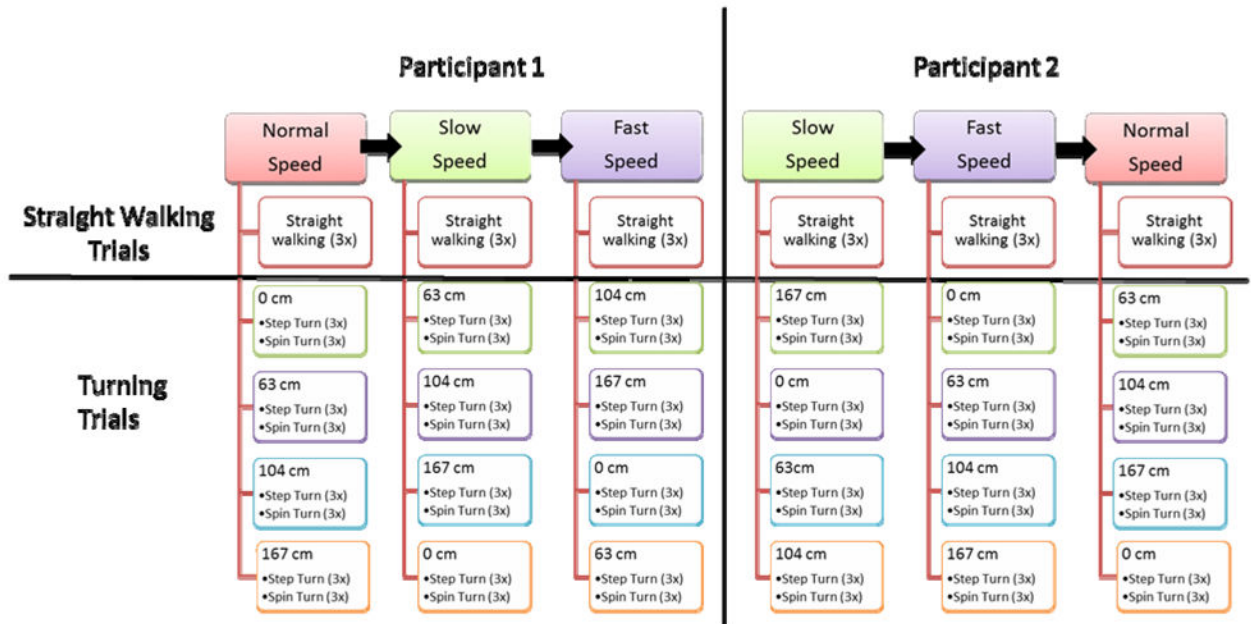 Participant 1
Normal
Speed
Slow
Speed
Fast
Speed
Straight Walking
Trials
Straight
walking (3x)
Straight
walking (3x)
Straight
walking (3x)
Turning
Trials
0 cm
•Step Turn (3x)
•Spin Turn (3x)
63 cm
•Step Turn (3x)
•Spin Turn (3x)
104 cm
•Step Turn (3x)
•Spin Turn (3x)
63 cm
•Step Turn (3x)
•Spin Turn (3x)
104 cm
•Step Turn (3x)
•Spin Turn (3x)
167 cm
•Step Turn (3x)
•Spin Turn (3x)
104 cm
•Step Turn (3x)
•Spin Turn (3x)
167 cm
•Step Turn (3x)
•Spin Turn (3x)
0 cm
•Step Turn (3x)
•Spin Turn (3x)
167 cm
•Step Turn (3x)
•Spin Turn (3x)
0 cm
•Step Turn (3x)
•Spin Turn (3x)
63 cm
•Step Turn (3x)
•Spin Turn (3x)
Participant 2
Slow
Speed
Fast
Speed
Normal
Speed
Straight
walking (3x)
Straight
walking (3x)
Straight
walking (3x)
167 cm
•Step Turn (3x)
•Spin Turn (3x)
0 cm
•Step Turn (3x)
•Spin Turn (3x)
63 cm
•Step Turn (3x)
•Spin Turn (3x)
0 cm
•Step Turn (3x)
•Spin Turn (3x)
63 cm
•Step Turn (3x)
•Spin Turn (3x)
104 cm
•Step Turn (3x)
•Spin Turn (3x)
63cm
•Step Turn (3x)
•Spin Turn (3x)
104 cm
•Step Turn (3x)
•Spin Turn (3x)
167 cm
•Step Turn (3x)
•Spin Turn (3x)
104 cm
•Step Turn (3x)
•Spin Turn (3x)
167 cm
•Step Turn (3x)
•Spin Turn (3x)
0 cm
•Step Turn (3x)
•Spin Turn (3x)